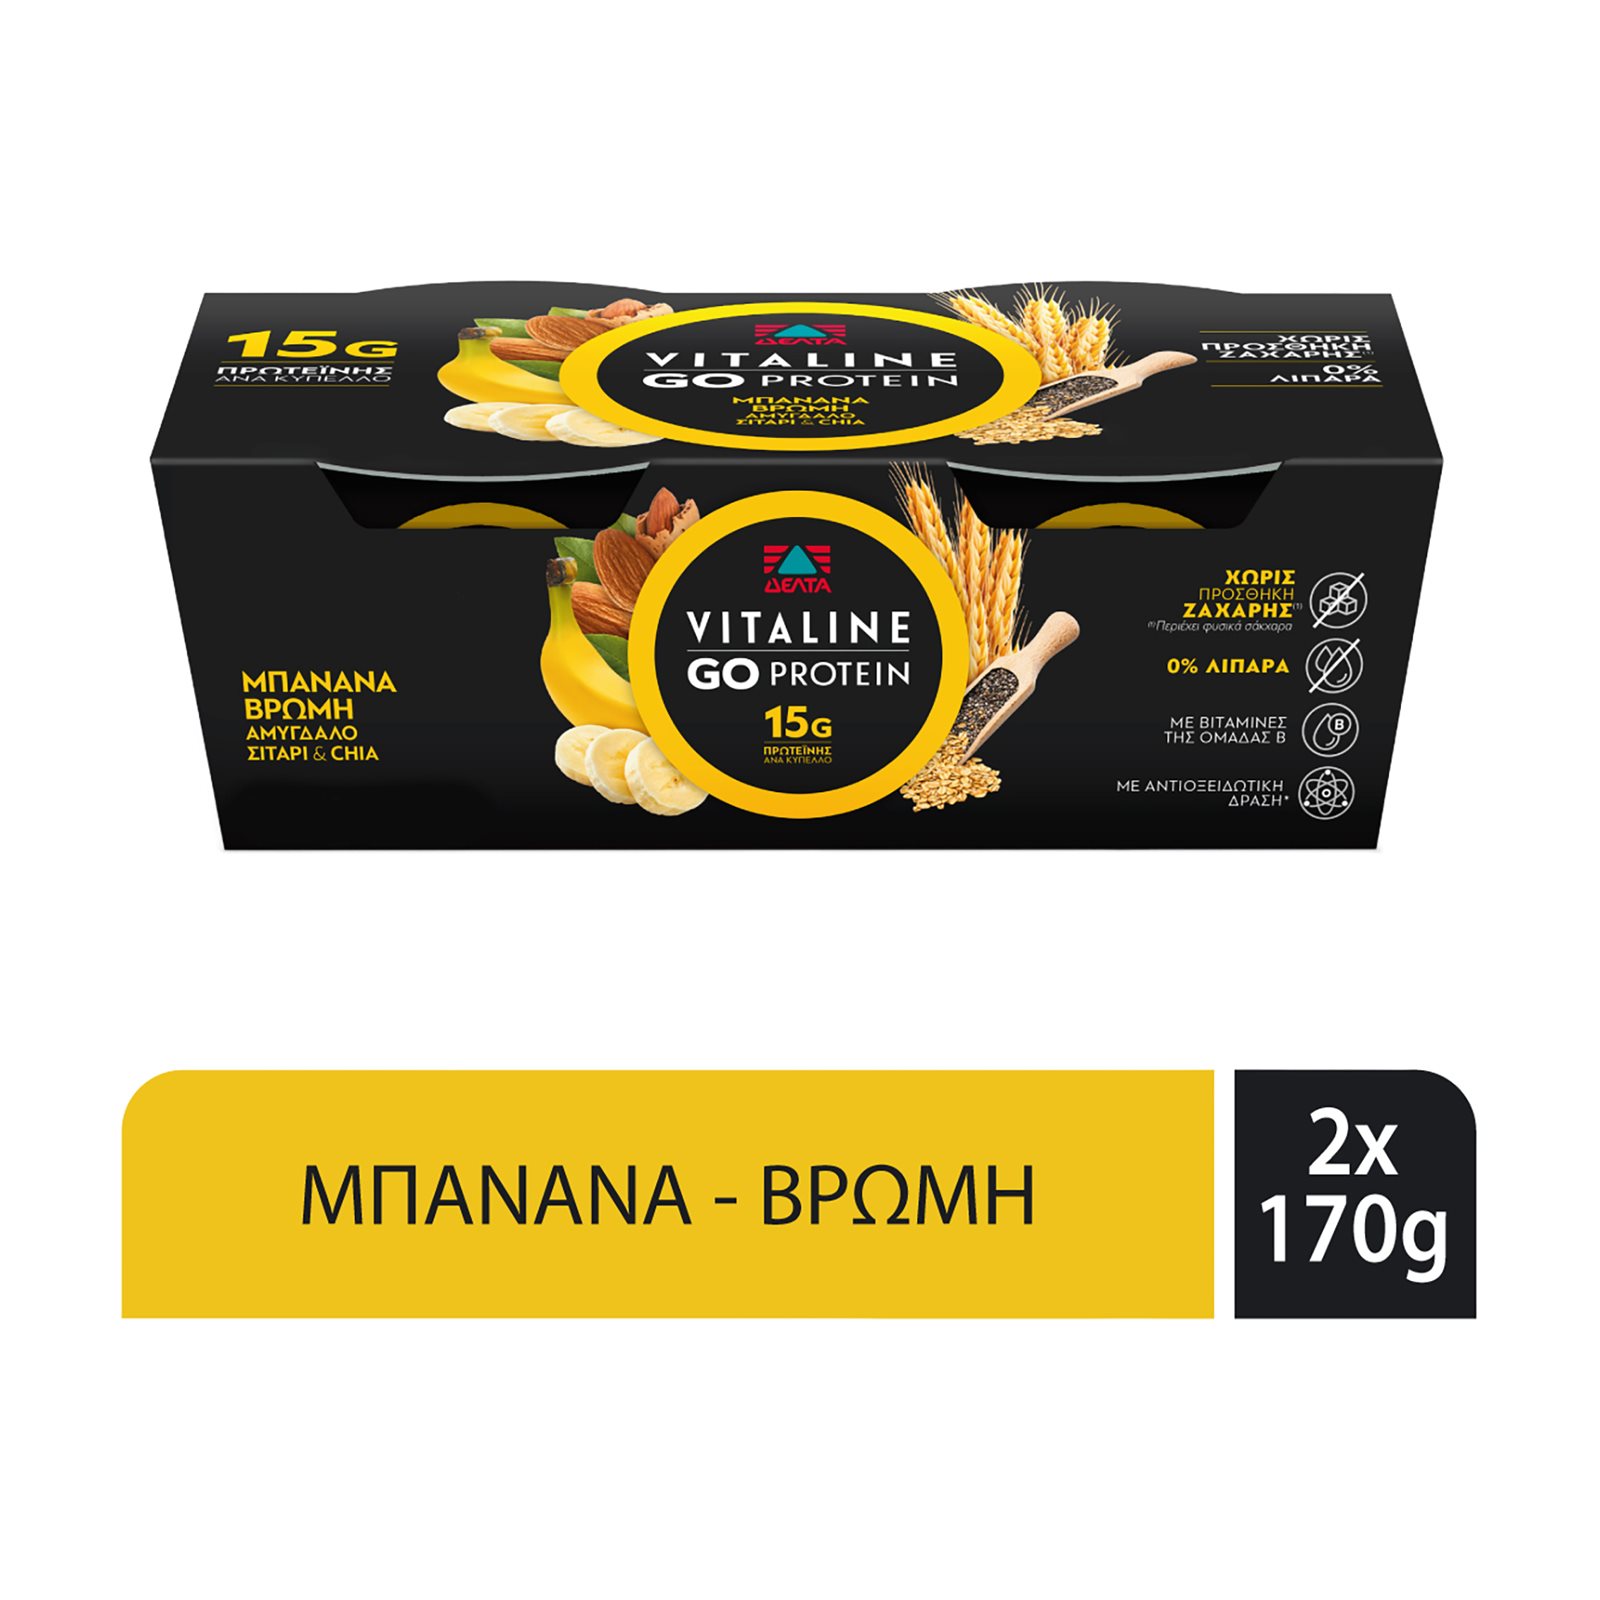 15G
ΠΡΩΤΕΪΝΗΣ
ΑΝΑ ΚΥΠΕΛΛΟ
ΔΕΛΤΑ
VITALINE
GO PROTEIN
ΜΠΑΝΑΝΑ
ΒΡΩΜΗ
ΑΜΥΓΔΑΛΟ
ΣΙΤΑΡΙ & CHIA
ΧΩΡΙΣ
ΠΡΟΣΘΗΚΗ
ΖΑΧΑΡΗΣ(1)
0%
ΛΙΠΑΡΑ
ΜΠΑΝΑΝΑ
ΒΡΩΜΗ
ΑΜΥΓΔΑΛΟ
ΣΙΤΑΡΙ & CHIA
ΔΕΛΤΑ
VITALINE
GO PROTEIN
15G
ΠΡΩΤΕΪΝΗΣ
ΑΝΑ ΚΥΠΕΛΛΟ
ΧΩΡΙΣ
ΠΡΟΣΘΗΚΗ
ΖΑΧΑΡΗΣ(1)
(1)Περιέχει φυσικά σάκχαρα
0% ΛΙΠΑΡΑ
ΜΕ ΒΙΤΑΜΙΝΕΣ
ΤΗΣ ΟΜΑΔΑΣ Β
B
ΜΕ ΑΝΤΙΟΞΕΙΔΩΤΙΚΗ
ΔΡΑΣΗ*
ΜΠΑΝΑΝΑ - ΒΡΩΜΗ
2x
170g